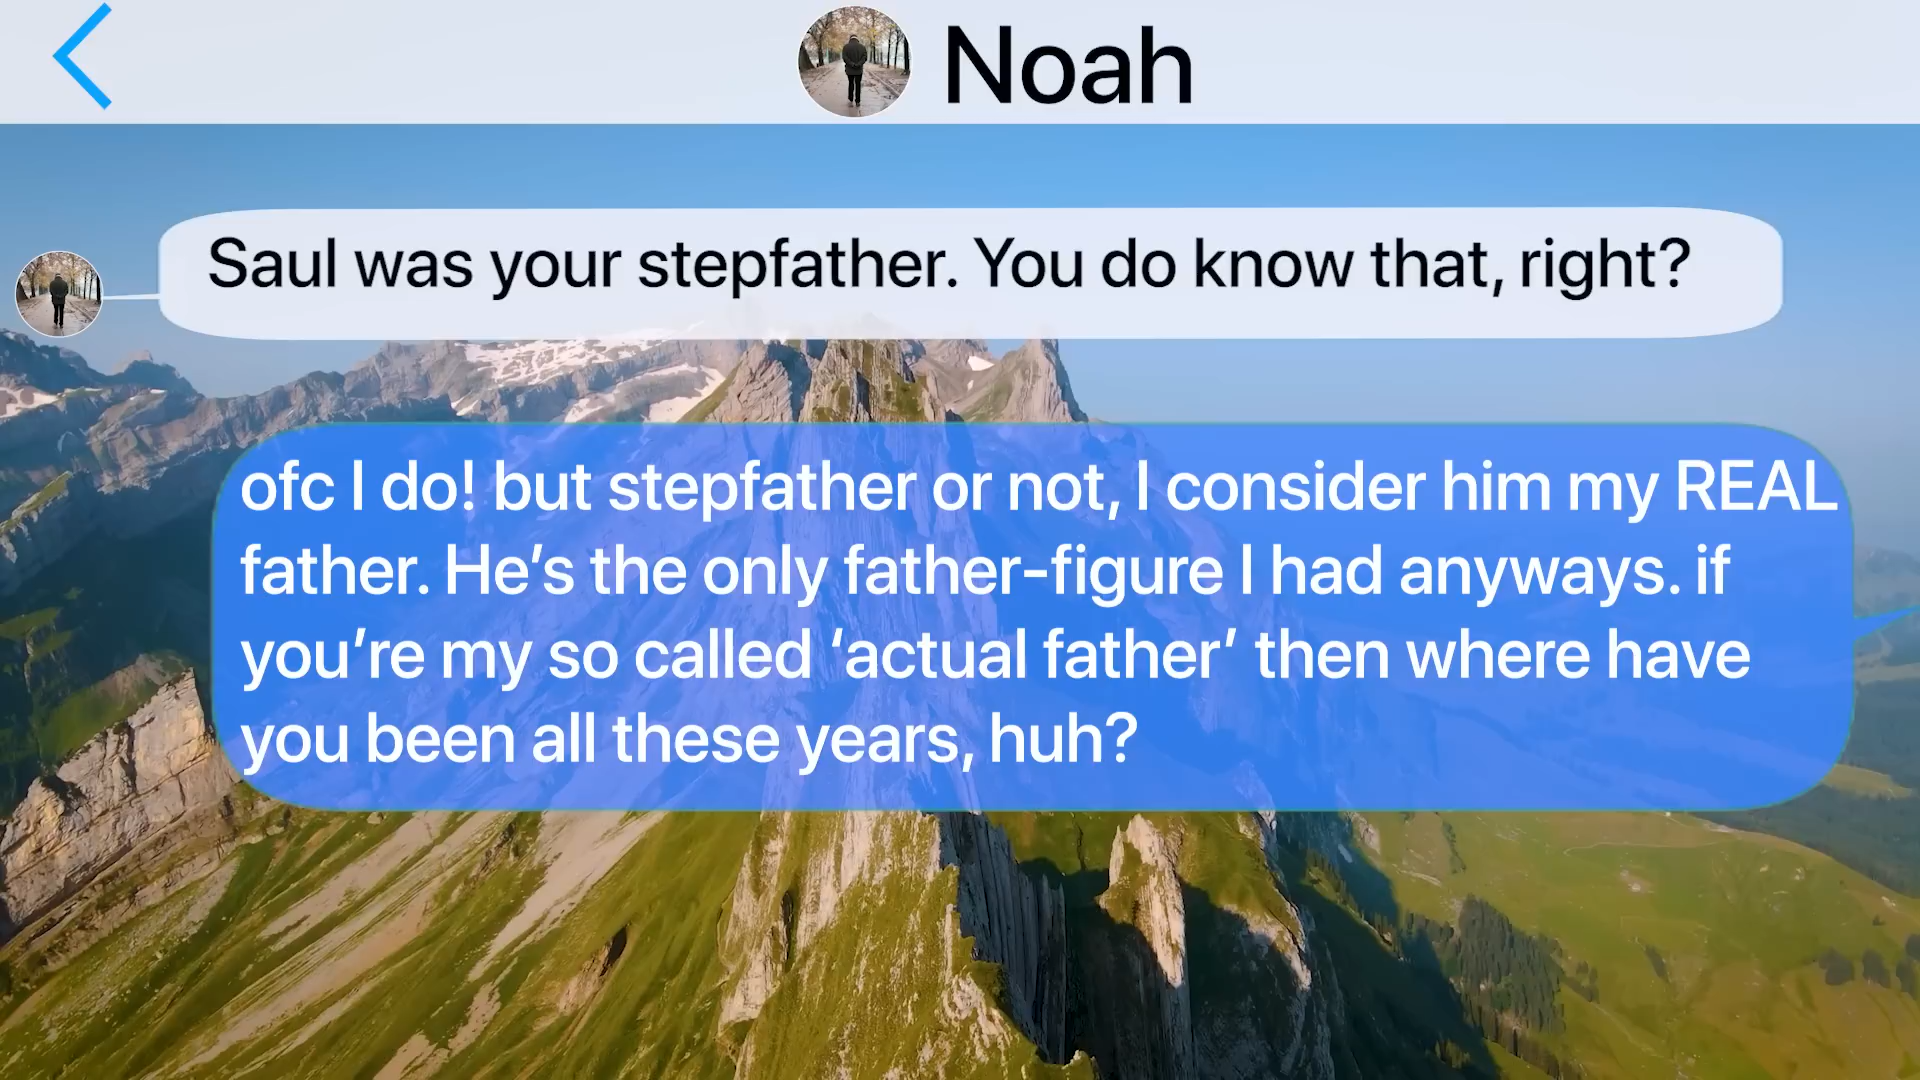 Noah
Saul was your stepfather. You do know that, right?
ofc I do! but stepfather or not, I consider him my REAL
father. He’s the only father-figure I had anyways. if
you’re my so called ‘actual father’ then where have
you been all these years, huh?